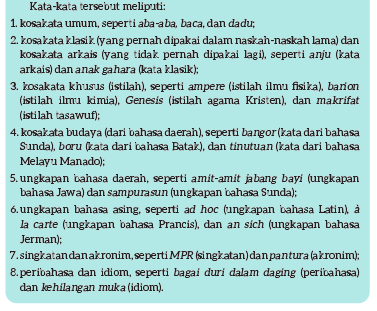 Kata-kata tersebut meliputi:
1. kosakata umum, seperti aba-aba, baca, dan dadu;
2. kosakata klasik (yang pernah dipakai dalam naskah-naskah lama) dan
kosakata arkais (yang tidak pernah dipakai lagi), seperti anju (kata
arkais) dan anak gahara (kata klasik);
3. kosakata khusus (istilah), seperti ampere (istilah ilmu fisika), barion
(istilah ilmu kimia), Genesis (istilah agama Kristen), dan makrifat
(istilah tasawuf);
4. kosakata budaya (dari bahasa daerah), seperti bangor (kata dari bahasa
Sunda), boru (kata dari bahasa Batak), dan tinutuan (kata dari bahasa
Melayu Manado);
5. ungkapan bahasa daerah, seperti amit-amit jabang bayi (ungkapan
bahasa Jawa) dan sampurasun (ungkapan bahasa Sunda);
6. ungkapan bahasa asing, seperti ad hoc (ungkapan bahasa Latin), à
la carte (ungkapan bahasa Prancis), dan an sich (ungkapan bahasa
Jerman);
7. singkatan dan akronim, seperti MPR (singkatan) dan pantura (akronim);
8. peribahasa dan idiom, seperti bagai duri dalam daging (peribahasa)
dan kehilangan muka (idiom).